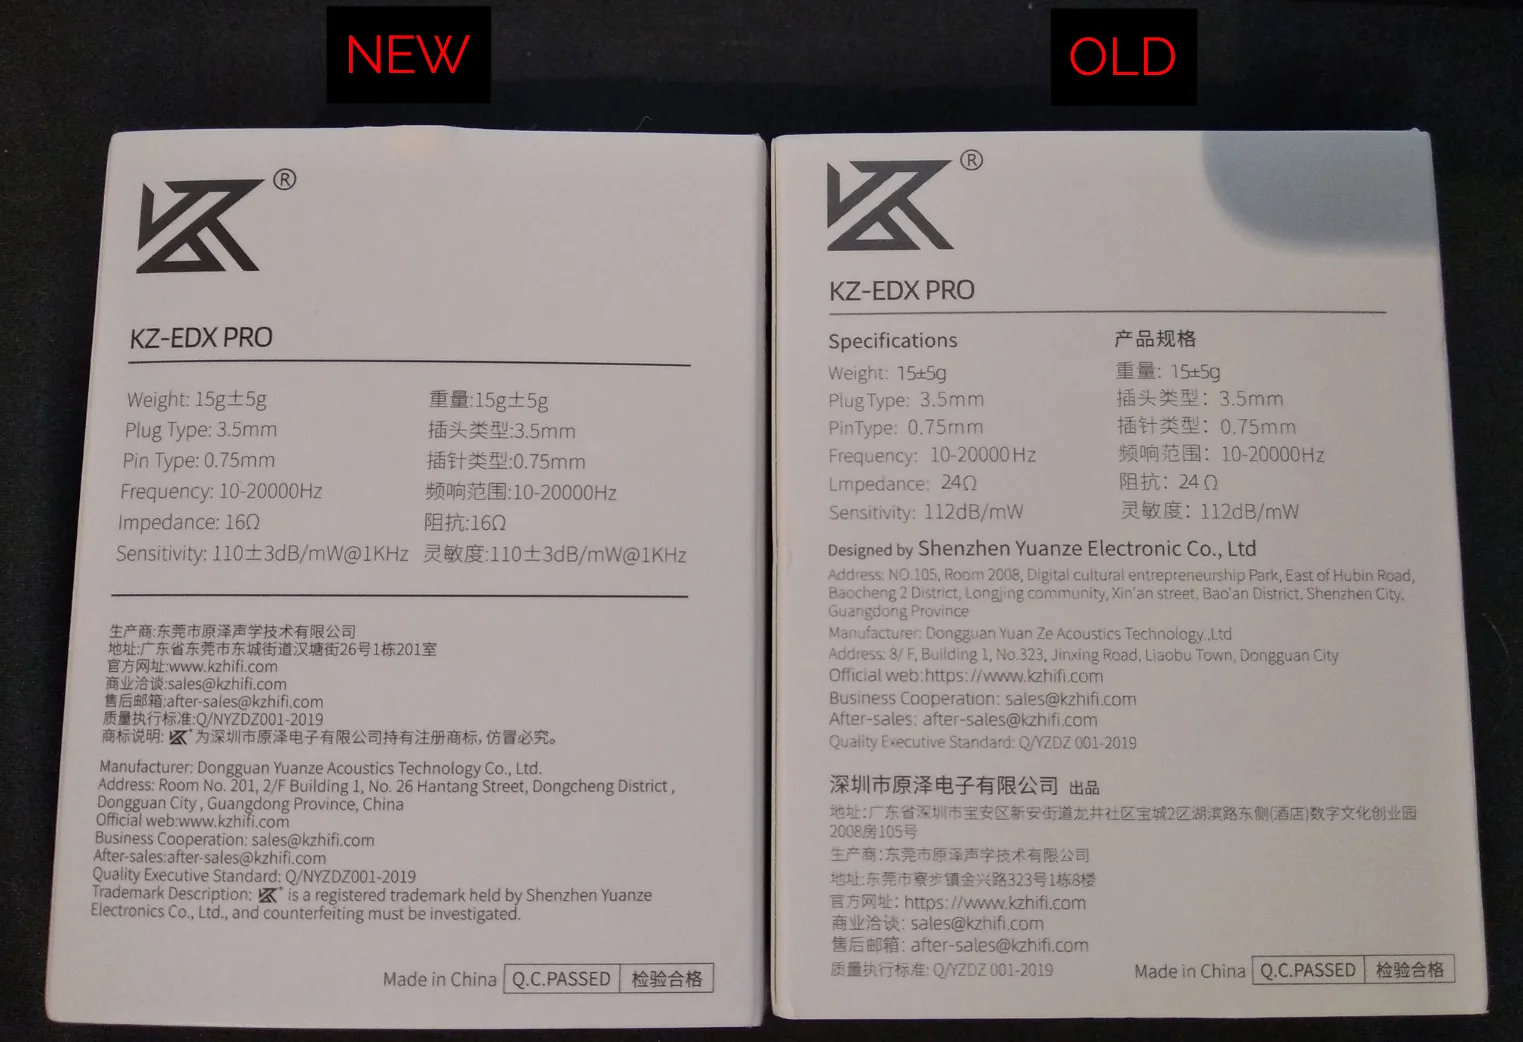 NEW
OLD
®
KZ-EDX PRO
Weight: 15g±5g
Plug Type: 3.5mm
Pin Type: 0.75mm
Frequency: 10-20000Hz
Impedance: 16Ω
Sensitivity: 110±3dB/mW@1KHz
重量:15g±5g
插头类型:3.5mm
插针类型:0.75mm
频响范围:10-20000Hz
阻抗:16Ω
灵敏度:110±3dB/mW@1KHz
生产商:东莞市原泽声学技术有限公司
地址:广东省东莞市东城街道汉塘街26号1栋201室
官方网址:www.kzhifi.com
商业洽谈:sales@kzhifi.com
售后邮箱:after-sales@kzhifi.com
质量执行标准:Q/NYZDZ001-2019
商标说明: 为深圳市原泽电子有限公司持有注册商标,仿冒必究。
Manufacturer: Dongguan Yuanze Acoustics Technology Co., Ltd.
Address: Room No. 201, 2/F Building 1, No. 26 Hantang Street, Dongcheng District ,
Dongguan City , Guangdong Province, China
Official web:www.kzhifi.com
Business Cooperation: sales@kzhifi.com
After-sales:after-sales@kzhifi.com
Quality Executive Standard: Q/NYZDZ001-2019
Trademark Description: is a registered trademark held by Shenzhen Yuanze
Electronics Co., Ltd., and counterfeiting must be investigated.
Made in China Q.C.PASSED 检验合格
®
KZ-EDX PRO
Specifications
Weight: 15±5g
Plug Type: 3.5mm
PinType: 0.75mm
Frequency: 10-20000Hz
Lmpedance: 24Ω
Sensitivity: 112dB/mW
产品规格
重量: 15±5g
插头类型: 3.5mm
插针类型: 0.75mm
频响范围: 10-20000Hz
阻抗: 24Ω
灵敏度: 112dB/mW
Designed by Shenzhen Yuanze Electronic Co., Ltd
Address: NO.105, Room 2008, Digital cultural entrepreneurship Park, East of Hubin Road,
Baocheng 2 District, Longjing community, Xin'an street, Bao'an District, Shenzhen City,
Guangdong Province
Manufacturer: Dongguan Yuan Ze Acoustics Technology.,Ltd
Address: 8/ F, Building 1, No.323, Jinxing Road, Liaobu Town, Dongguan City
Official web:https://www.kzhifi.com
Business Cooperation: sales@kzhifi.com
After-sales: after-sales@kzhifi.com
Quality Executive Standard: Q/YZDZ 001-2019
深圳市原泽电子有限公司 出品
地址:广东省深圳市宝安区新安街道龙井社区宝城2区湖滨路东侧(酒店)数字文化创业园
2008房105号
生产商:东莞市原泽声学技术有限公司
地址:东莞市寮步镇金兴路323号1栋8楼
官方网址: https://www.kzhifi.com
商业洽谈: sales@kzhifi.com
售后邮箱: after-sales@kzhifi.com
质量执行标准: Q/YZDZ 001-2019
Made in China Q.C.PASSED 检验合格